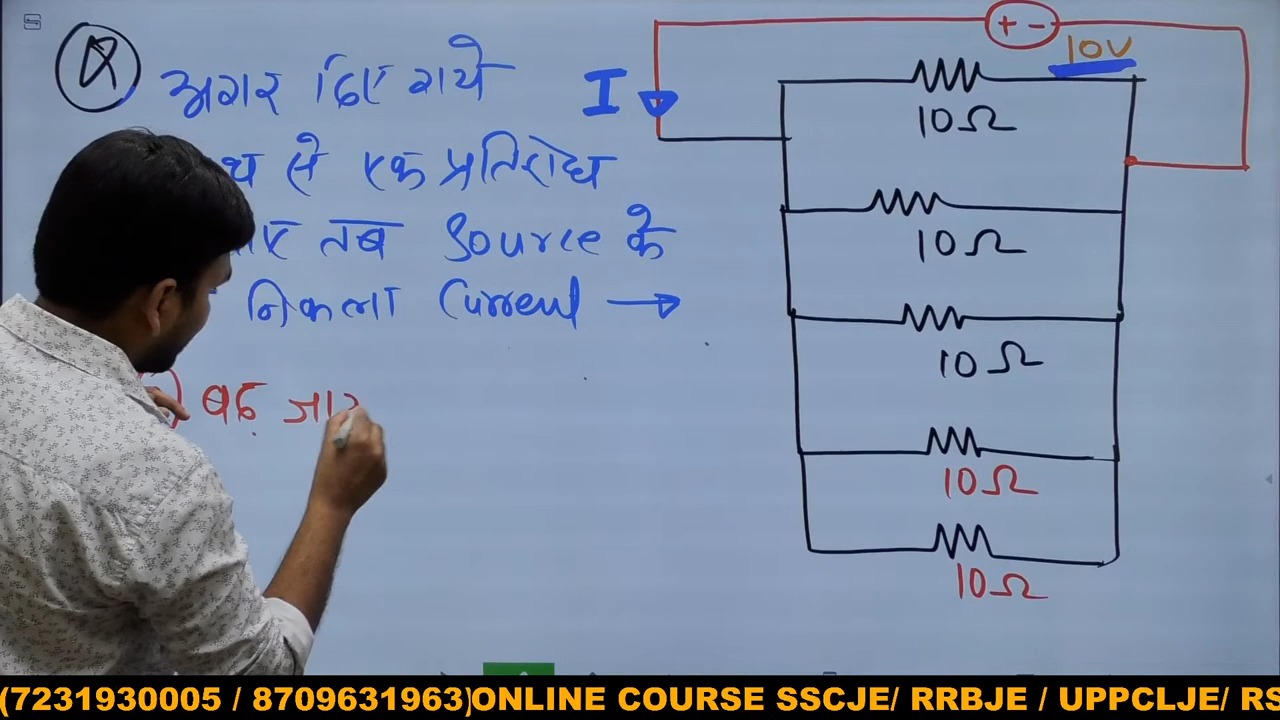 Q
अगर दिए गये
से एक प्रतिरोध
तब Source के
निकला Current →
बढ़ जा
I
+ -
10V
10Ω
10Ω
10Ω
10Ω
10Ω
(7231930005 / 8709631963)ONLINE COURSE SSCJE/ RRBJE / UPPCLJE/ RS